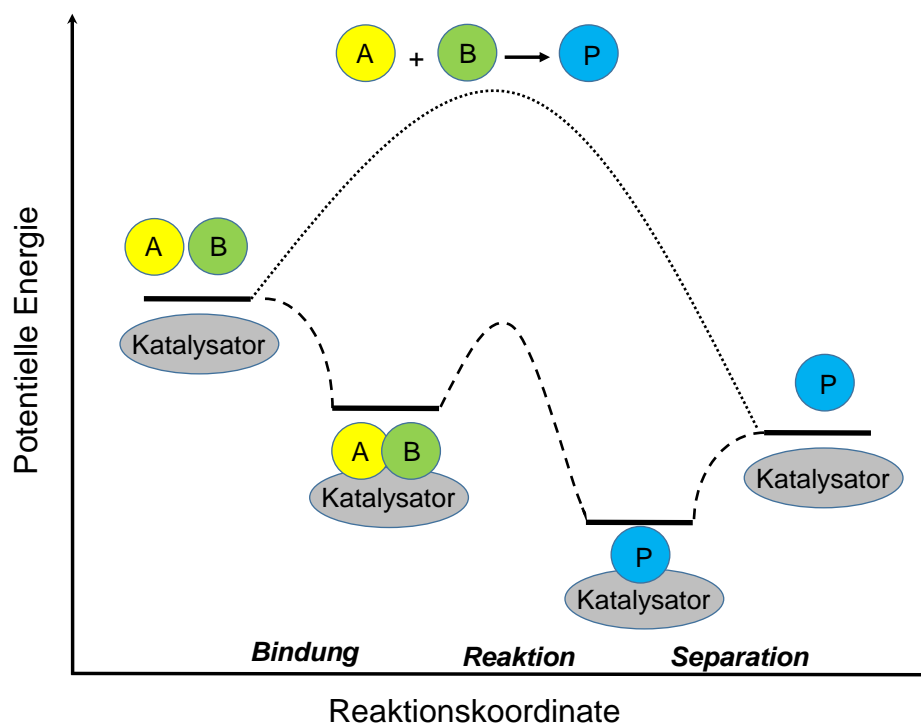 A + B P
A B
Katalysator
A B
Katalysator
P
Katalysator
P
Katalysator
Bindung Reaktion Separation
Reaktionskoordinate
Potentielle Energie